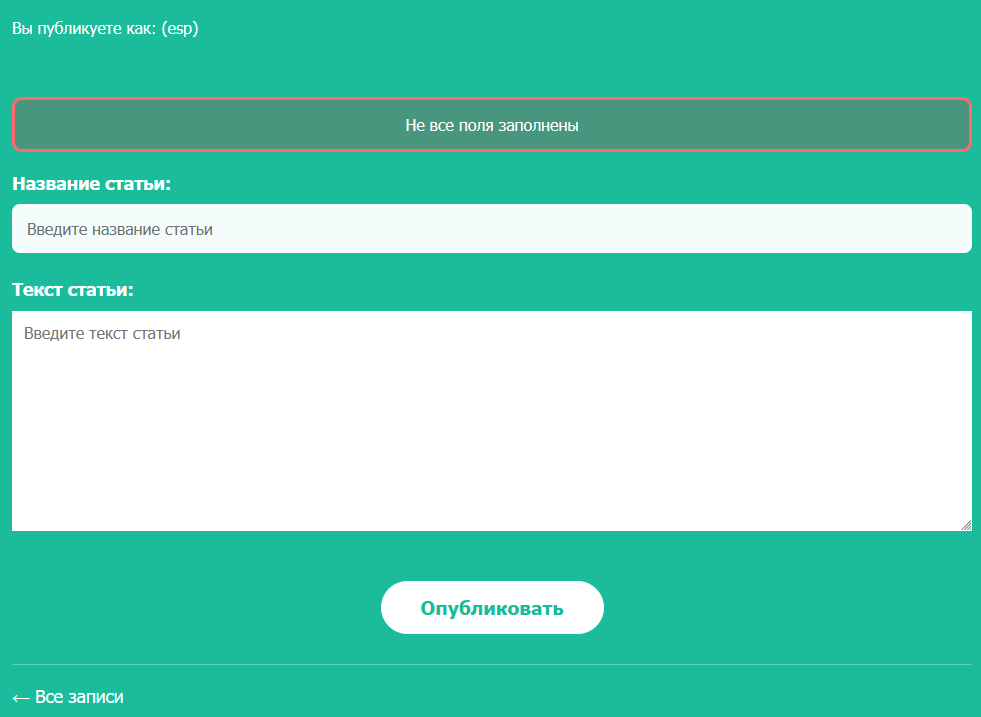 Вы публикуете как: (esp)
Не все поля заполнены
Название статьи:
Введите название статьи
Текст статьи:
Введите текст статьи
Опубликовать
← Все записи